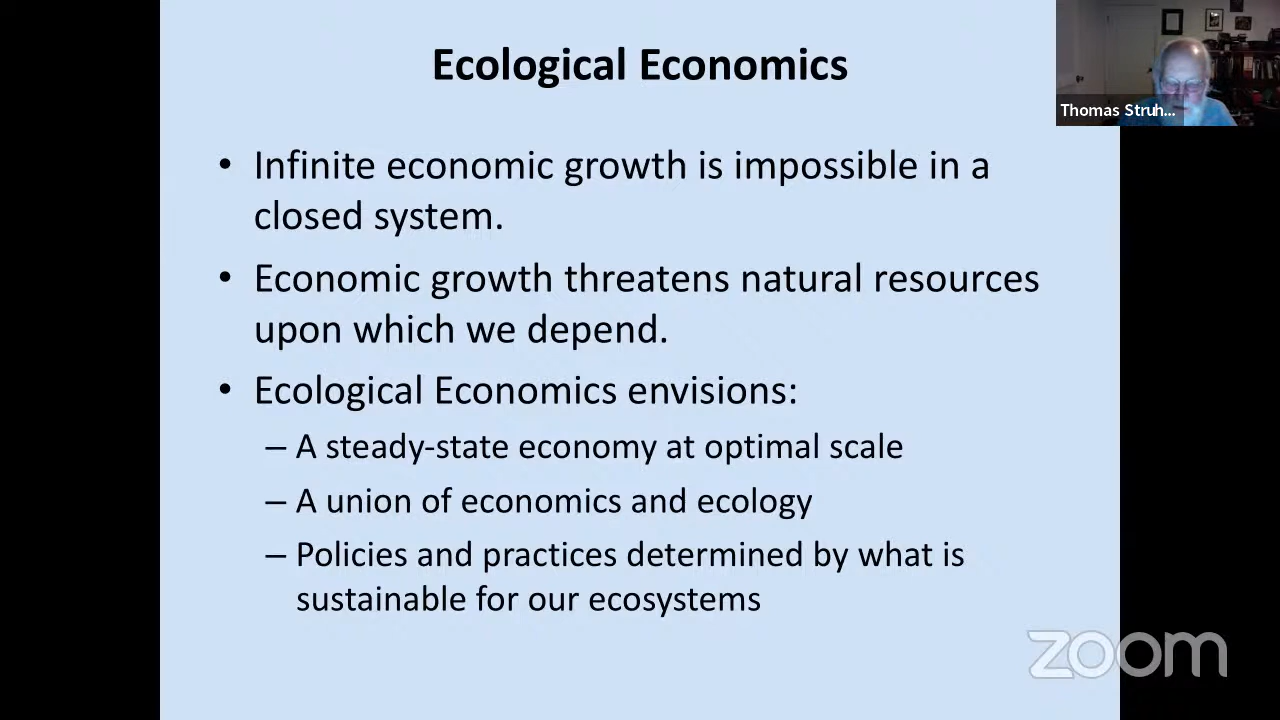 Ecological Economics
Thomas Struh...
• Infinite economic growth is impossible in a
closed system.
• Economic growth threatens natural resources
upon which we depend.
• Ecological Economics envisions:
– A steady-state economy at optimal scale
– A union of economics and ecology
– Policies and practices determined by what is
sustainable for our ecosystems
zoom